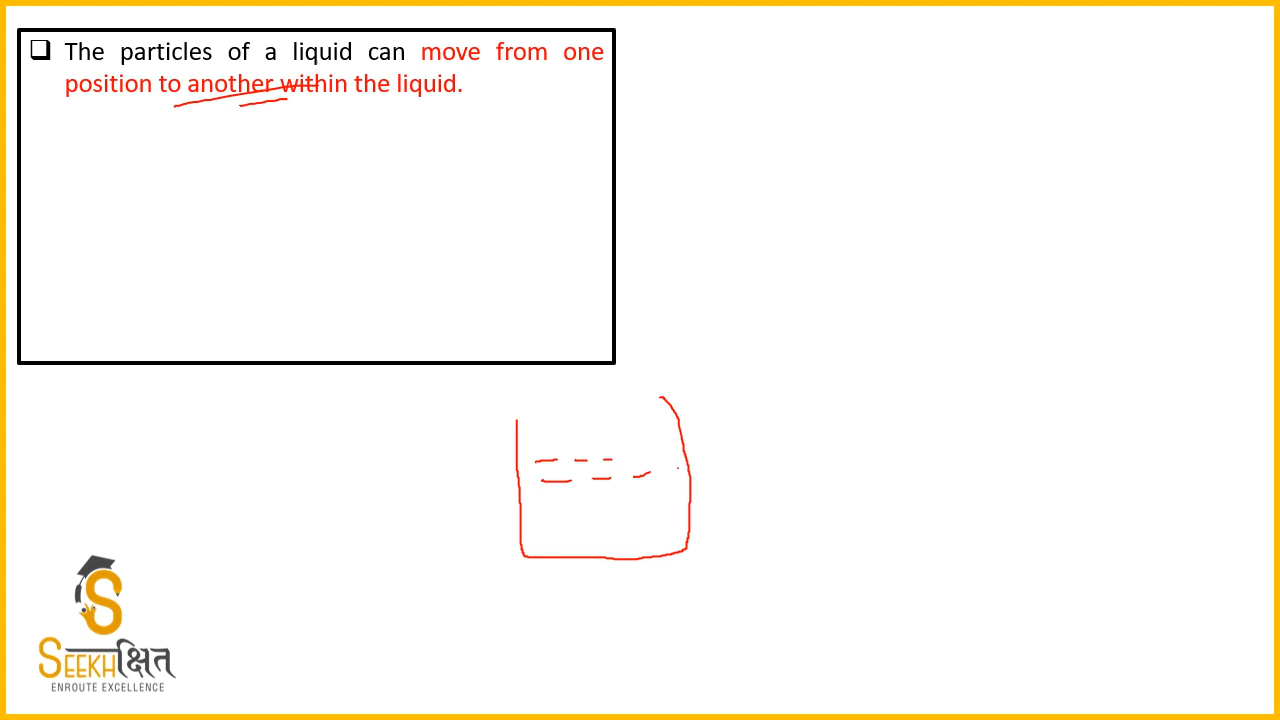 ❑ The particles of a liquid can move from one
position to another within the liquid.
SEEKHक्षित
ENROUTE EXCELLENCE